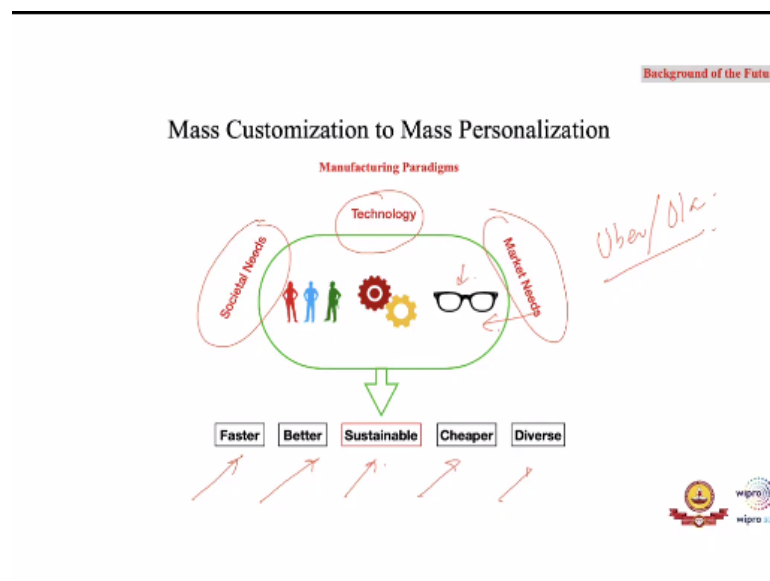 Background of the Futu
Mass Customization to Mass Personalization
Manufacturing Paradigms
Technology
Societal Needs
Market Needs
Uber/Ola
Faster Better Sustainable Cheaper Diverse
wipro
wipro